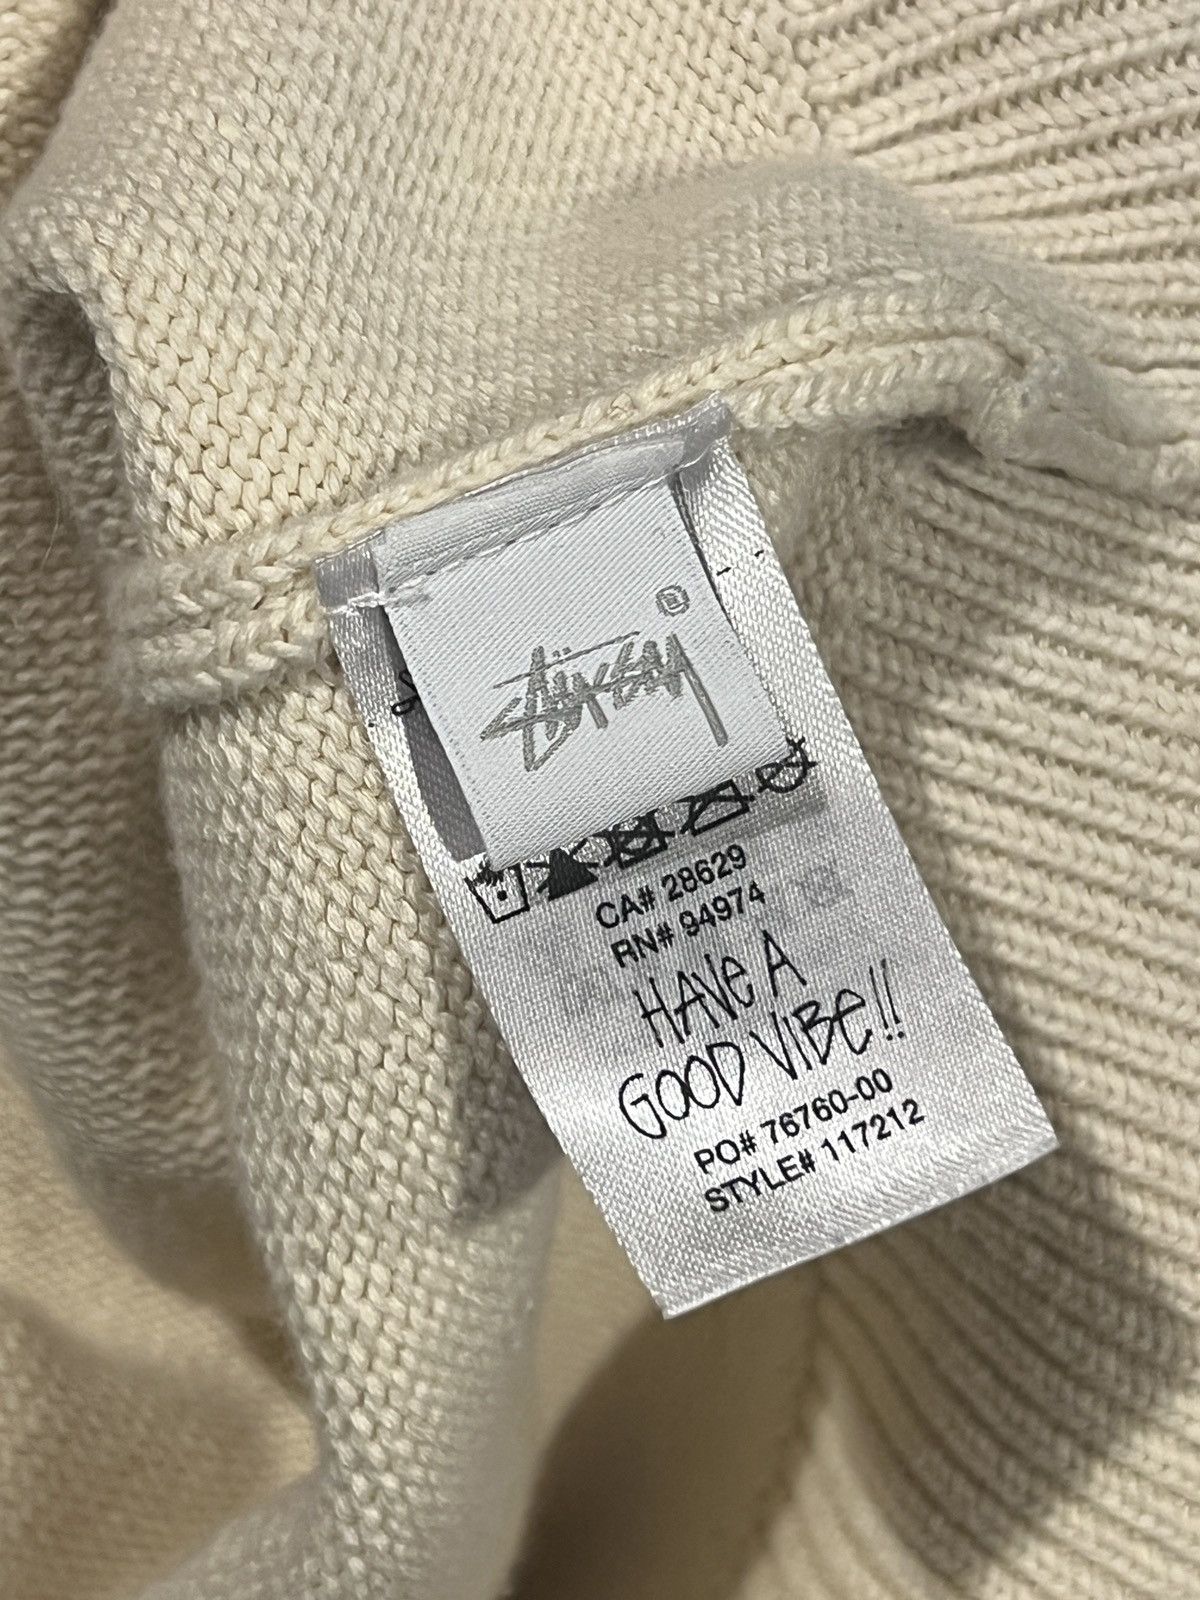 Stüssy ®
CA# 28629
RN# 94974
HAVE A
GOOD VIBE!!
PO# 76760-00
STYLE# 117212